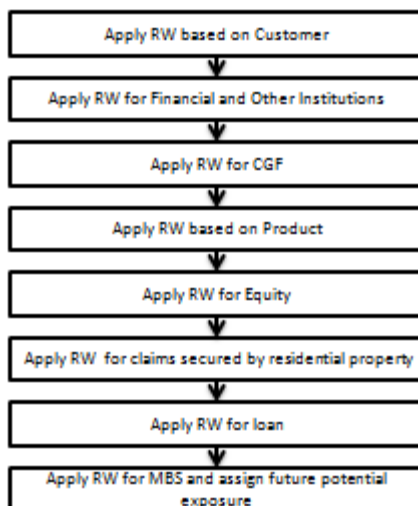 Apply RW based on Customer
Apply RW for Financial and Other Institutions
Apply RW for CGF
Apply RW based on Product
Apply RW for Equity
Apply RW for claims secured by residential property
Apply RW for loan
Apply RW for MBS and assign future potential
exposure